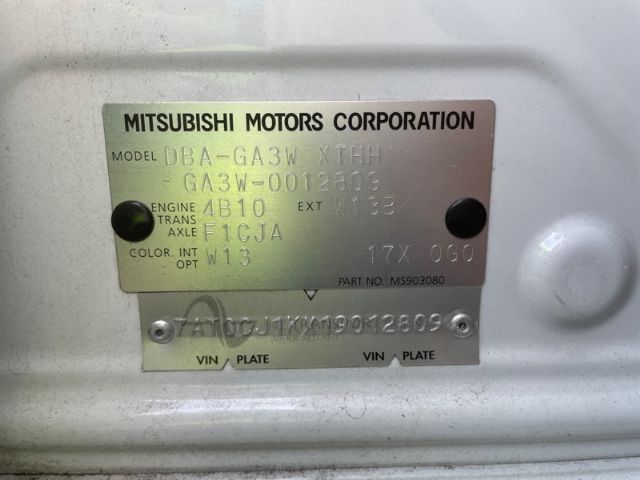 MITSUBISHI MOTORS CORPORATION
MODEL DBA-GA3W XTHH
GA3W-0012809
ENGINE 4B10 EXT W13B
TRANS
AXLE F1CJA
COLOR. INT W13 17X 0G0
OPT
PART NO.: MS903080
7AT0CJ1KX19012809
VIN PLATE VIN PLATE